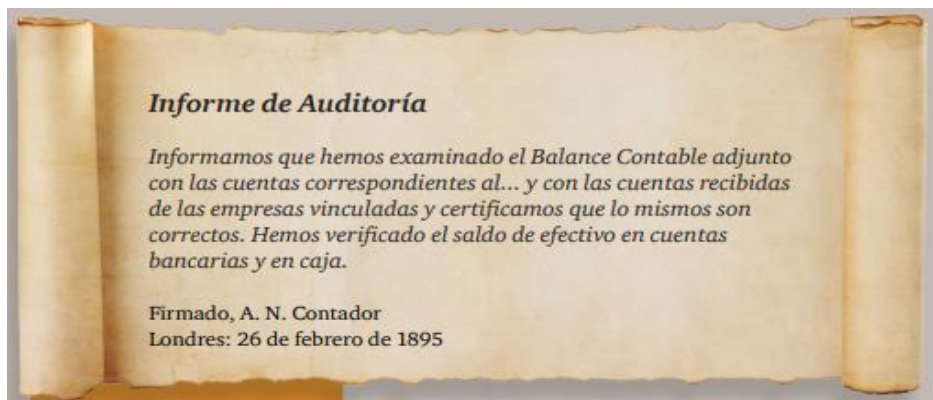 Informe de Auditoría
Informamos que hemos examinado el Balance Contable adjunto
con las cuentas correspondientes al... y con las cuentas recibidas
de las empresas vinculadas y certificamos que lo mismos son
correctos. Hemos verificado el saldo de efectivo en cuentas
bancarias y en caja.
Firmado, A. N. Contador
Londres: 26 de febrero de 1895